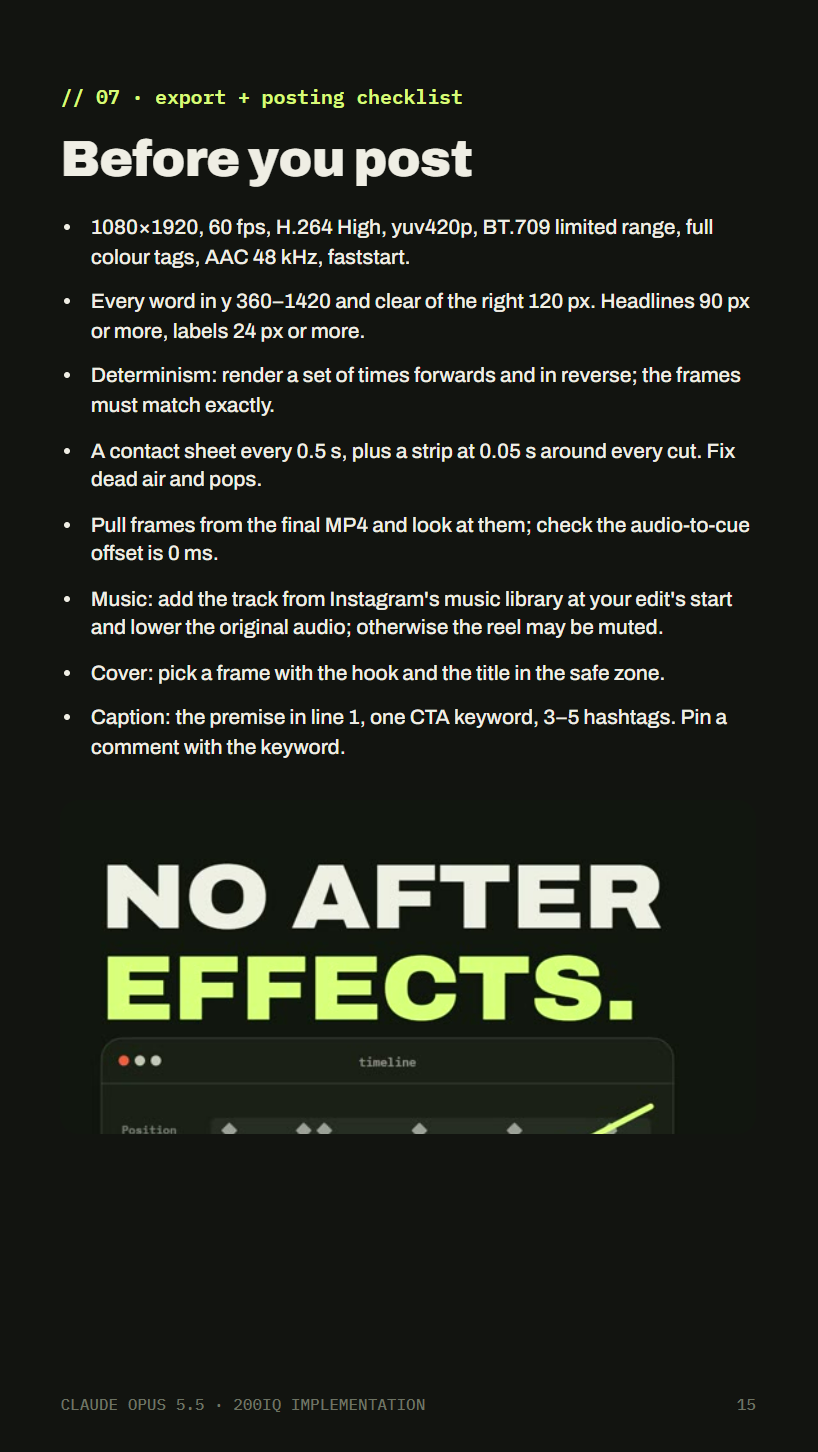 // 07 · export + posting checklist
Before you post
• 1080×1920, 60 fps, H.264 High, yuv420p, BT.709 limited range, full
colour tags, AAC 48 kHz, faststart.
• Every word in y 360–1420 and clear of the right 120 px. Headlines 90 px
or more, labels 24 px or more.
• Determinism: render a set of times forwards and in reverse; the frames
must match exactly.
• A contact sheet every 0.5 s, plus a strip at 0.05 s around every cut. Fix
dead air and pops.
• Pull frames from the final MP4 and look at them; check the audio-to-cue
offset is 0 ms.
• Music: add the track from Instagram's music library at your edit's start
and lower the original audio; otherwise the reel may be muted.
• Cover: pick a frame with the hook and the title in the safe zone.
• Caption: the premise in line 1, one CTA keyword, 3–5 hashtags. Pin a
comment with the keyword.
NO AFTER
EFFECTS.
timeline
Position
CLAUDE OPUS 5.5 · 200IQ IMPLEMENTATION 15